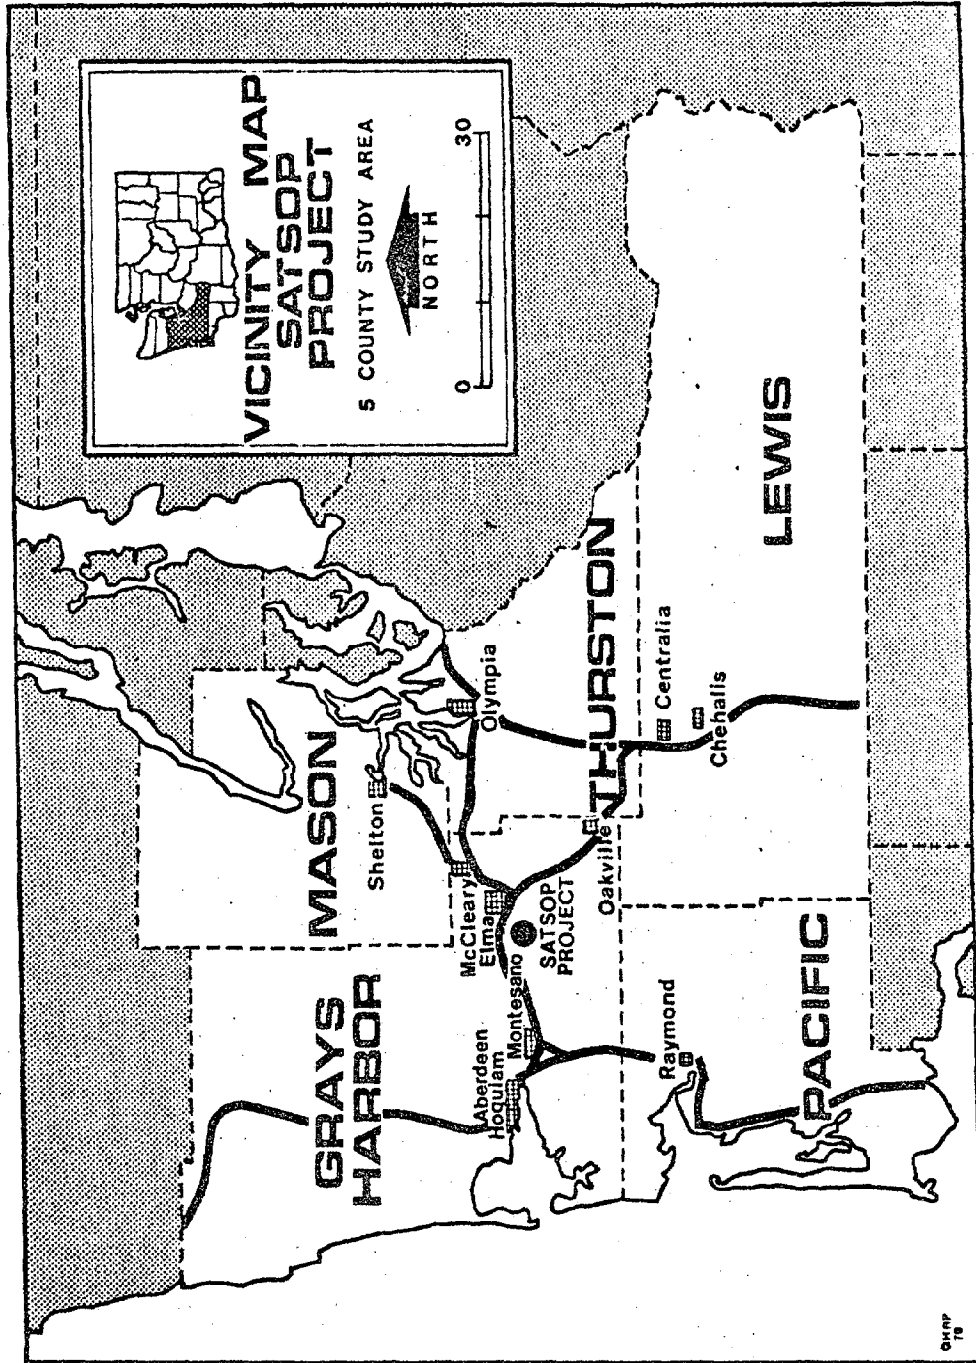 VICINITY MAP
SATSOP
PROJECT
5 COUNTY STUDY AREA
NORTH
0 30
GRAYS
HARBOR
MASON
Shelton
McCleary
Elma
Aberdeen
Hoquiam
Montesano
SATSOP
PROJECT
Olympia
THURSTON
Oakville
Centralia
Chehalis
LEWIS
Raymond
PACIFIC